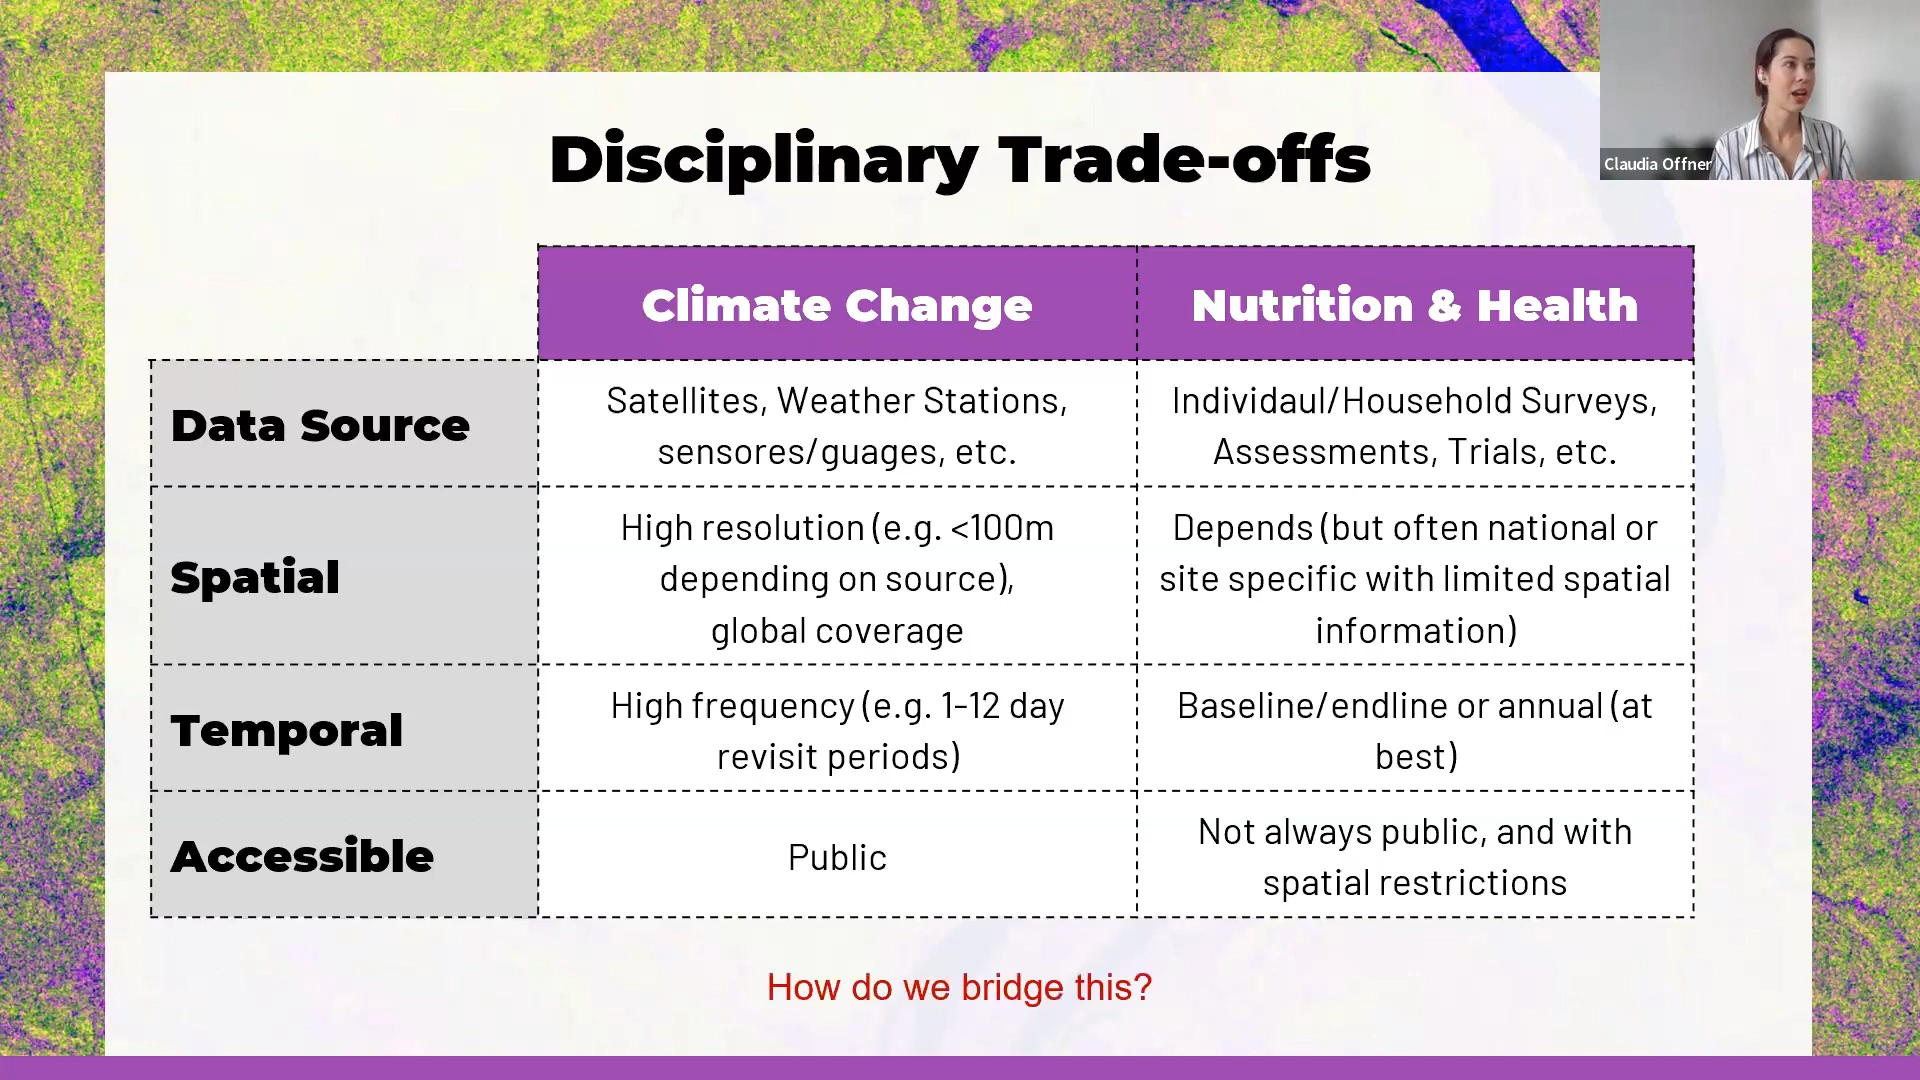 Disciplinary Trade-offs
Claudia Offner
Climate Change
Nutrition & Health
Data Source
Satellites, Weather Stations,
sensores/guages, etc.
Individaul/Household Surveys,
Assessments, Trials, etc.
Spatial
High resolution (e.g. <100m
depending on source),
global coverage
Depends (but often national or
site specific with limited spatial
information)
Temporal
High frequency (e.g. 1-12 day
revisit periods)
Baseline/endline or annual (at
best)
Accessible
Public
Not always public, and with
spatial restrictions
How do we bridge this?